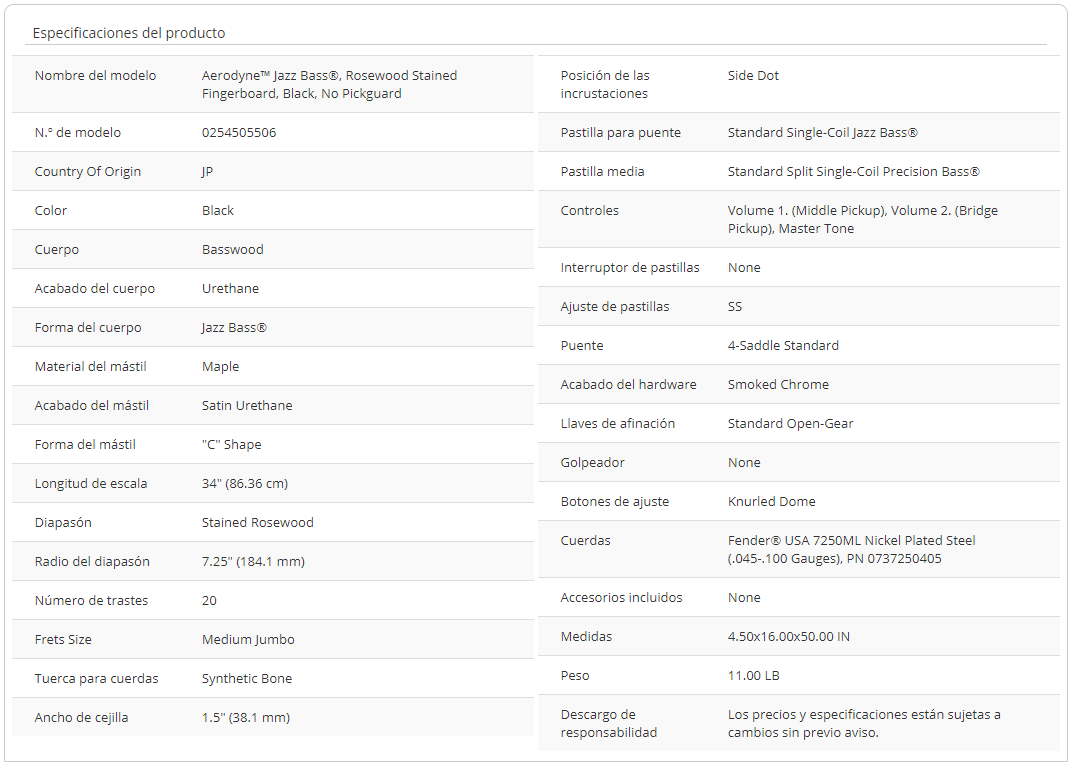 Especificaciones del producto
Nombre del modelo
Aerodyne™ Jazz Bass®, Rosewood Stained
Fingerboard, Black, No Pickguard
N.º de modelo
0254505506
Country Of Origin
JP
Color
Black
Cuerpo
Basswood
Acabado del cuerpo
Urethane
Forma del cuerpo
Jazz Bass®
Material del mástil
Maple
Acabado del mástil
Satin Urethane
Forma del mástil
"C" Shape
Longitud de escala
34" (86.36 cm)
Diapasón
Stained Rosewood
Radio del diapasón
7.25" (184.1 mm)
Número de trastes
20
Frets Size
Medium Jumbo
Tuerca para cuerdas
Synthetic Bone
Ancho de cejilla
1.5" (38.1 mm)
Posición de las
incrustaciones
Side Dot
Pastilla para puente
Standard Single-Coil Jazz Bass®
Pastilla media
Standard Split Single-Coil Precision Bass®
Controles
Volume 1. (Middle Pickup), Volume 2. (Bridge
Pickup), Master Tone
Interruptor de pastillas
None
Ajuste de pastillas
SS
Puente
4-Saddle Standard
Acabado del hardware
Smoked Chrome
Llaves de afinación
Standard Open-Gear
Golpeador
None
Botones de ajuste
Knurled Dome
Cuerdas
Fender® USA 7250ML Nickel Plated Steel
(.045-.100 Gauges), PN 0737250405
Accesorios incluidos
None
Medidas
4.50x16.00x50.00 IN
Peso
11.00 LB
Descargo de
responsabilidad
Los precios y especificaciones están sujetas a
cambios sin previo aviso.